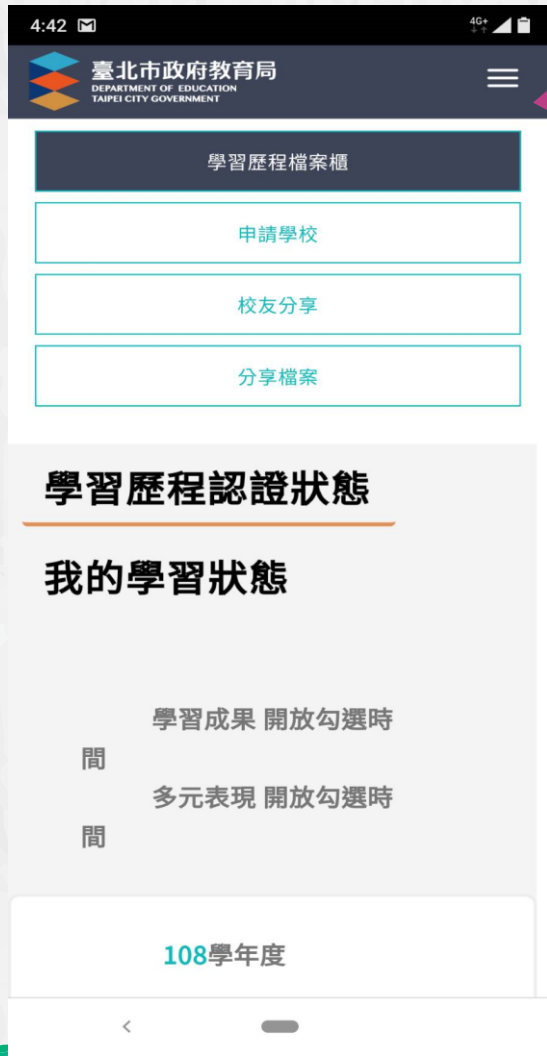 4:42
4G+
臺北市政府教育局
DEPARTMENT OF EDUCATION
TAIPEI CITY GOVERNMENT
學習歷程檔案櫃
申請學校
校友分享
分享檔案
學習歷程認證狀態
我的學習狀態
學習成果 開放勾選時
間
多元表現 開放勾選時
間
108學年度